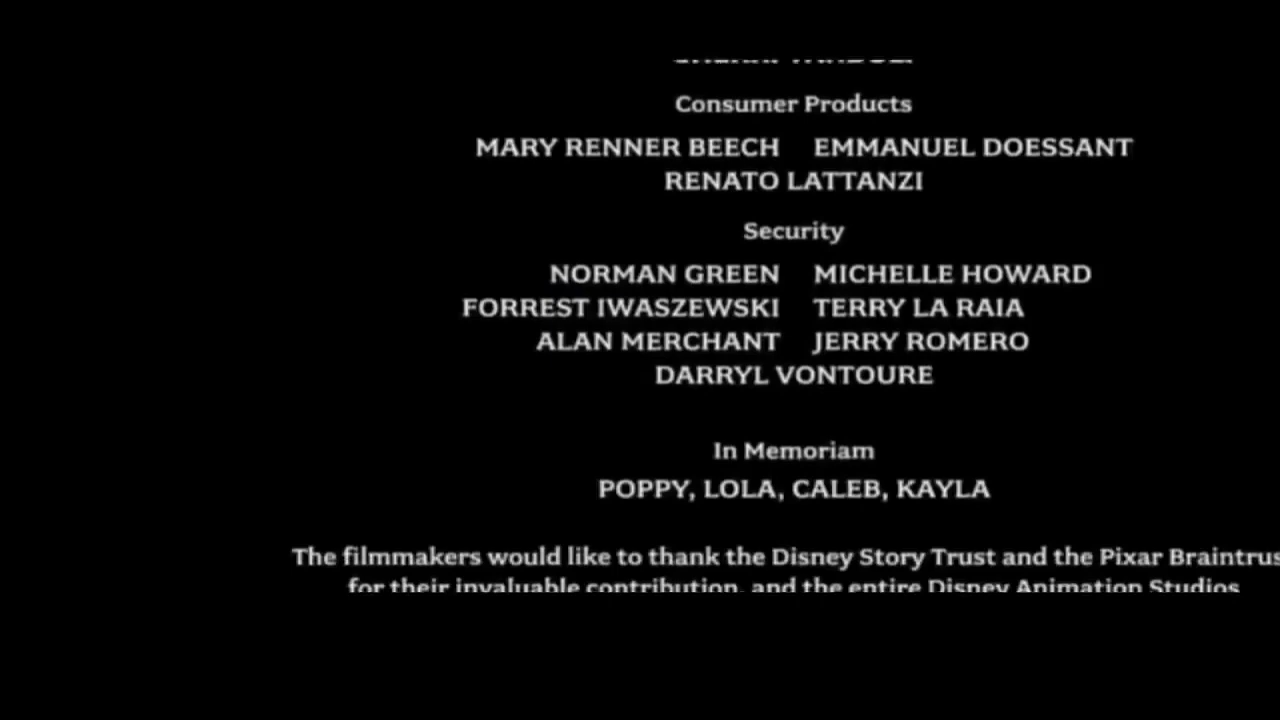 Consumer Products
MARY RENNER BEECH EMMANUEL DOESSANT
RENATO LATTANZI
Security
NORMAN GREEN MICHELLE HOWARD
FORREST IWASZEWSKI TERRY LA RAIA
ALAN MERCHANT JERRY ROMERO
DARRYL VONTOURE
In Memoriam
POPPY, LOLA, CALEB, KAYLA
The filmmakers would like to thank the Disney Story Trust and the Pixar Braintrus
for their invaluable contribution, and the entire Disney Animation Studios